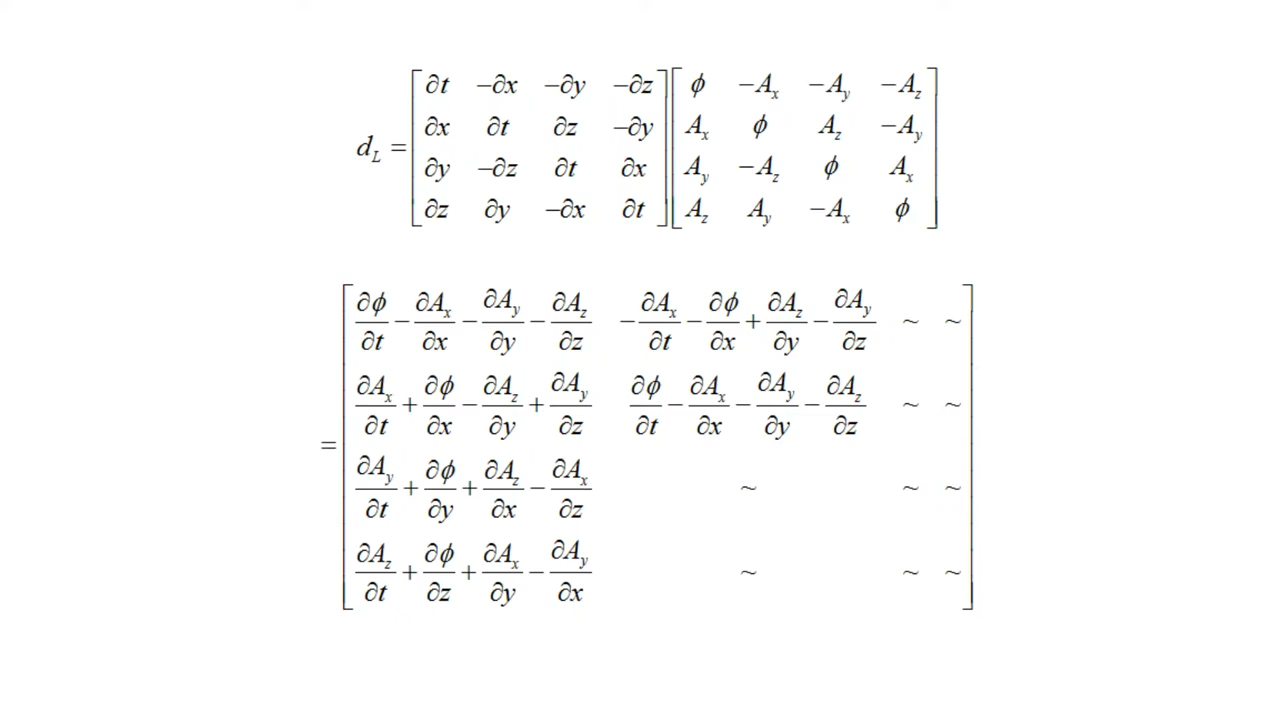 d_L = [ ∂t −∂x −∂y −∂z ] [ ϕ −A_x −A_y −A_z ]
[ ∂x ∂t ∂z −∂y ] [ A_x ϕ A_z −A_y ]
[ ∂y −∂z ∂t ∂x ] [ A_y −A_z ϕ A_x ]
[ ∂z ∂y −∂x ∂t ] [ A_z A_y −A_x ϕ ]
= [ ∂ϕ/∂t − ∂A_x/∂x − ∂A_y/∂y − ∂A_z/∂z −∂A_x/∂t − ∂ϕ/∂x + ∂A_z/∂y − ∂A_y/∂z ~ ~ ]
[ ∂A_x/∂t + ∂ϕ/∂x − ∂A_z/∂y + ∂A_y/∂z ∂ϕ/∂t − ∂A_x/∂x − ∂A_y/∂y − ∂A_z/∂z ~ ~ ]
[ ∂A_y/∂t + ∂ϕ/∂y + ∂A_z/∂x − ∂A_x/∂z ~ ~ ~ ]
[ ∂A_z/∂t + ∂ϕ/∂z + ∂A_x/∂y − ∂A_y/∂x ~ ~ ~ ]